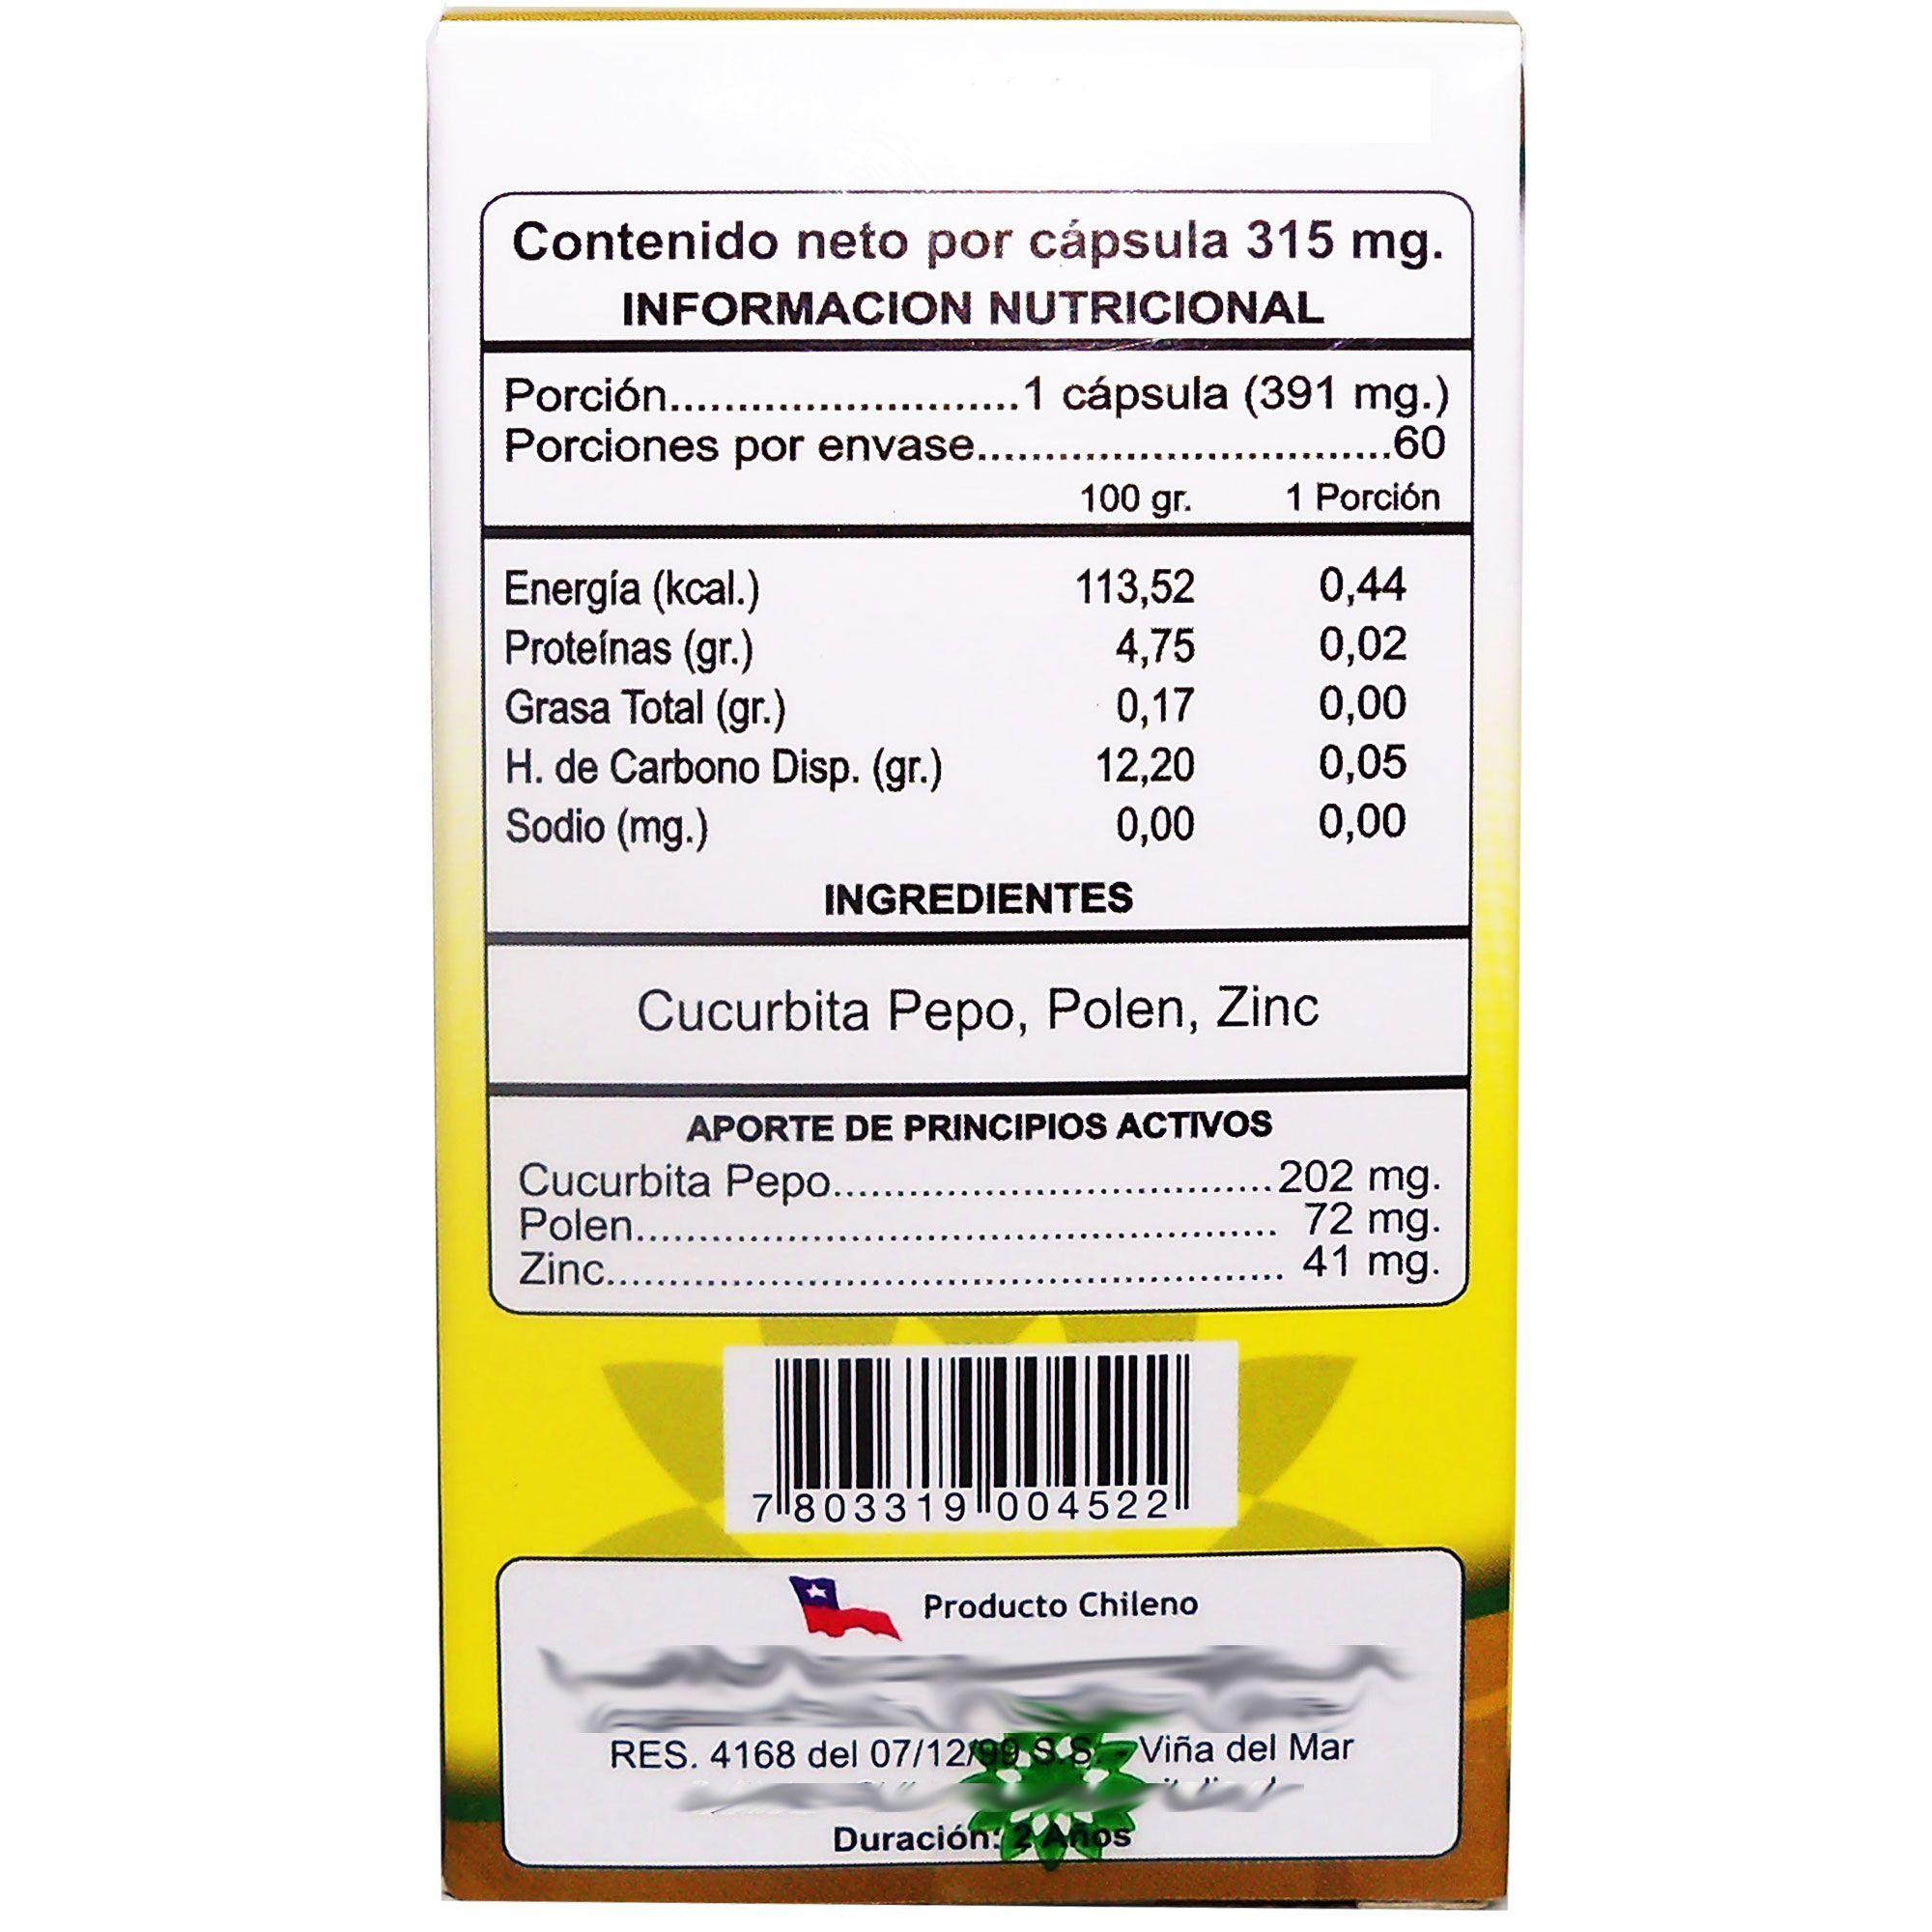 Contenido neto por cápsula 315 mg.
INFORMACION NUTRICIONAL
Porción..........................1 cápsula (391 mg.)
Porciones por envase...............................60
100 gr. 1 Porción
Energía (kcal.) 113,52 0,44
Proteínas (gr.) 4,75 0,02
Grasa Total (gr.) 0,17 0,00
H. de Carbono Disp. (gr.) 12,20 0,05
Sodio (mg.) 0,00 0,00
INGREDIENTES
Cucurbita Pepo, Polen, Zinc
APORTE DE PRINCIPIOS ACTIVOS
Cucurbita Pepo.................................202 mg.
Polen................................................. 72 mg.
Zinc................................................... 41 mg.
7 803319 004522
Producto Chileno
RES. 4168 del 07/12/99 S.S. - Viña del Mar
Duración: 2 Años